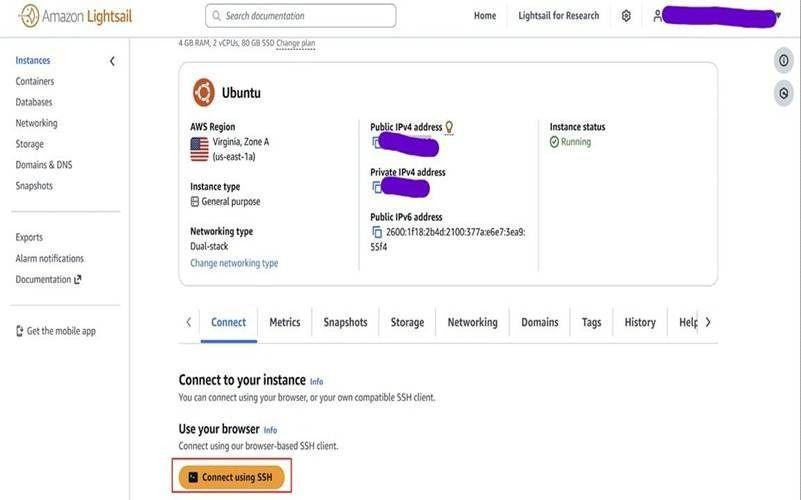 Amazon Lightsail
Search documentation
Home
Lightsail for Research
4 GB RAM, 2 vCPUs, 80 GB SSD Change plan
Instances
Containers
Databases
Networking
Storage
Domains & DNS
Snapshots
Exports
Alarm notifications
Documentation
Get the mobile app
Ubuntu
AWS Region
Virginia, Zone A
(us-east-1a)
Instance type
General purpose
Networking type
Dual-stack
Change networking type
Public IPv4 address
Private IPv4 address
Public IPv6 address
2600:1f18:2b4d:2100:377a:e6e7:3ea9:
55f4
Instance status
Running
Connect
Metrics
Snapshots
Storage
Networking
Domains
Tags
History
Help
Connect to your instance Info
You can connect using your browser, or your own compatible SSH client.
Use your browser Info
Connect using our browser-based SSH client.
Connect using SSH